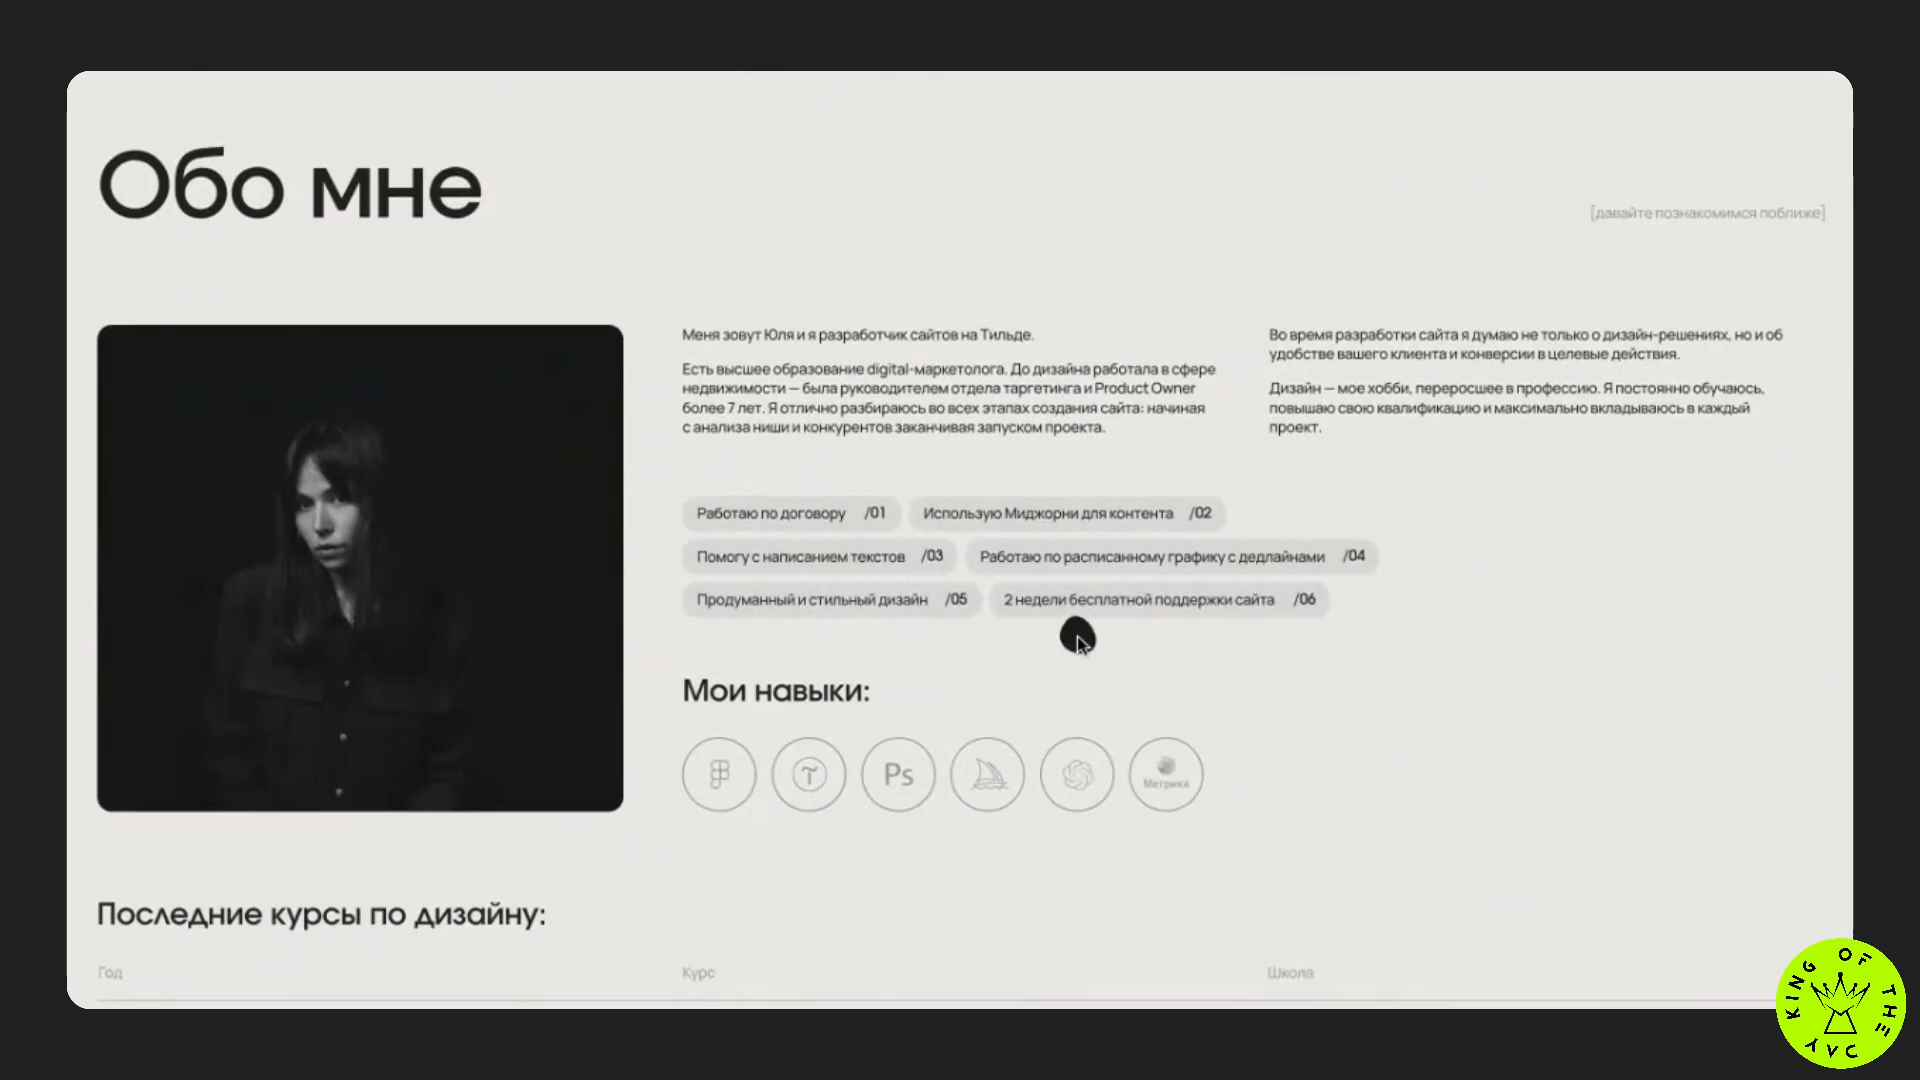 Обо мне
[давайте познакомимся поближе]
Меня зовут Юля и я разработчик сайтов на Тильде.
Есть высшее образование digital-маркетолога. До дизайна работала в сфере
недвижимости — была руководителем отдела таргетинга и Product Owner
более 7 лет. Я отлично разбираюсь во всех этапах создания сайта: начиная
с анализа ниши и конкурентов заканчивая запуском проекта.
Во время разработки сайта я думаю не только о дизайн-решениях, но и об
удобстве вашего клиента и конверсии в целевые действия.
Дизайн — мое хобби, переросшее в профессию. Я постоянно обучаюсь,
повышаю свою квалификацию и максимально вкладываюсь в каждый
проект.
Работаю по договору /01
Использую Миджорни для контента /02
Помогу с написанием текстов /03
Работаю по расписанному графику с дедлайнами /04
Продуманный и стильный дизайн /05
2 недели бесплатной поддержки сайта /06
Мои навыки:
Ps
Метрика
Последние курсы по дизайну:
Год
Курс
Школа
KING OF THE DAY